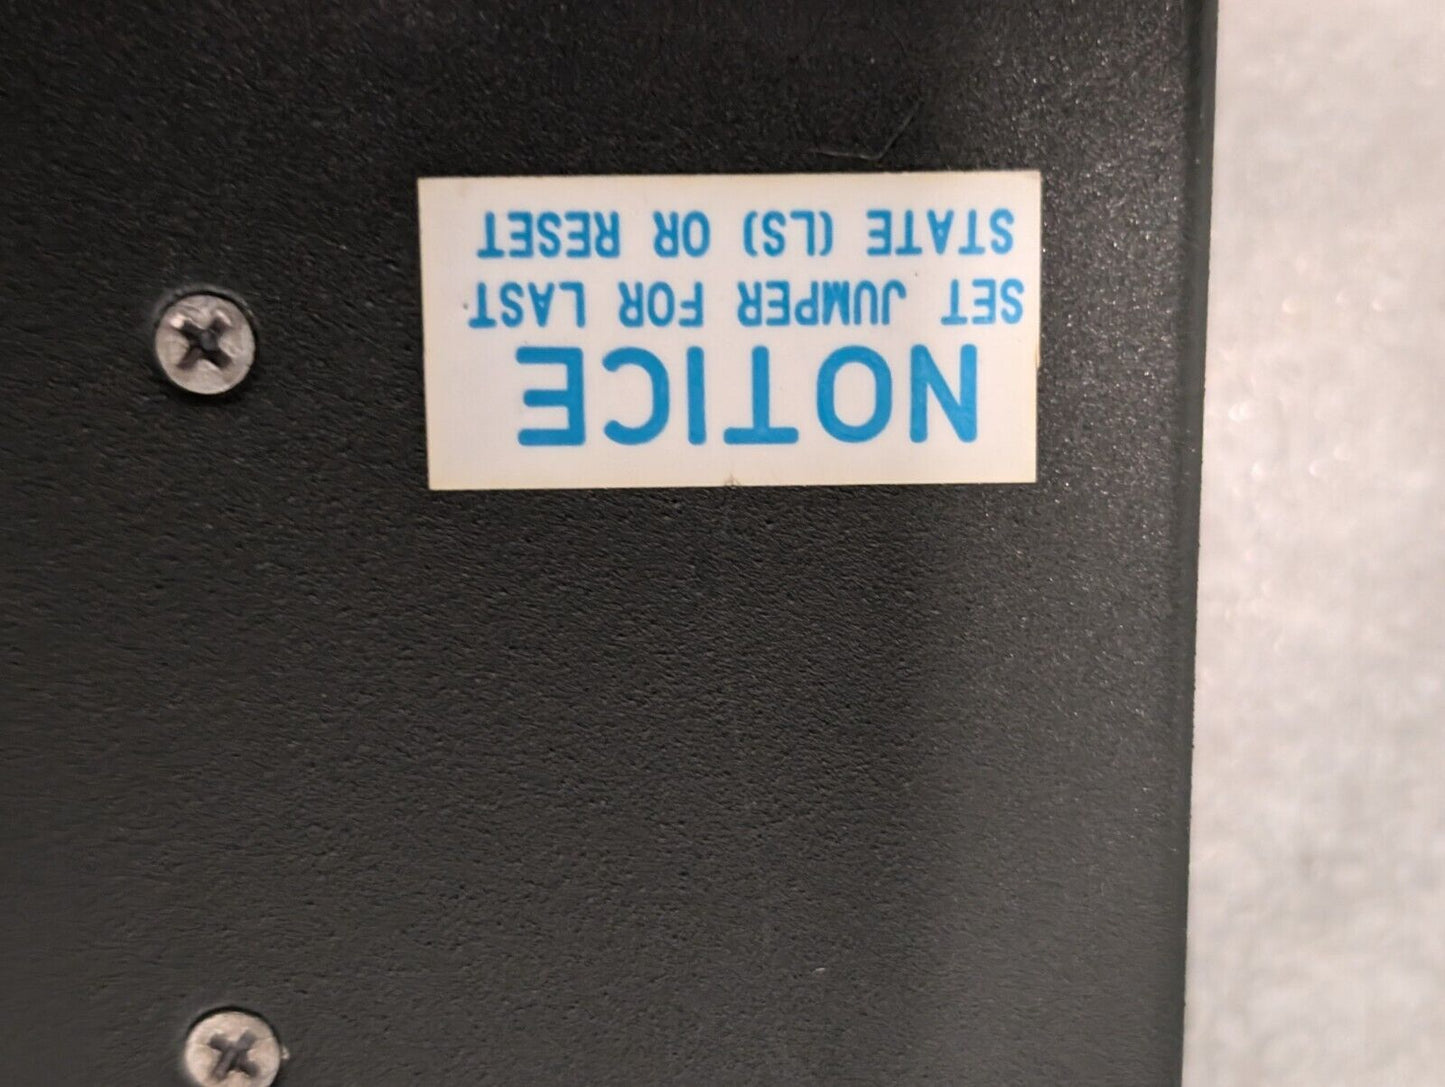 NOTICE
SET JUMPER FOR LAST
STATE (LS) OR RESET